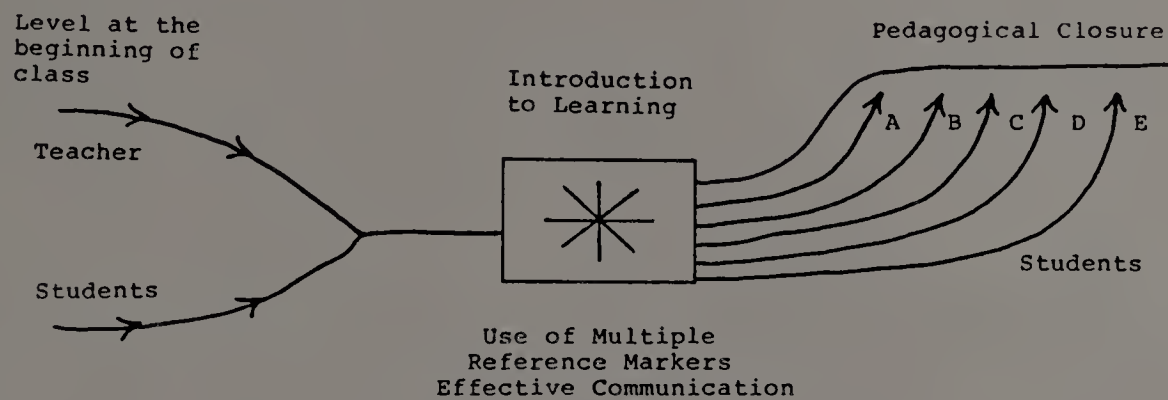 Level at the
beginning of
class
Teacher
Students
Introduction
to Learning
Use of Multiple
Reference Markers
Effective Communication
Pedagogical Closure
A B C D E
Students